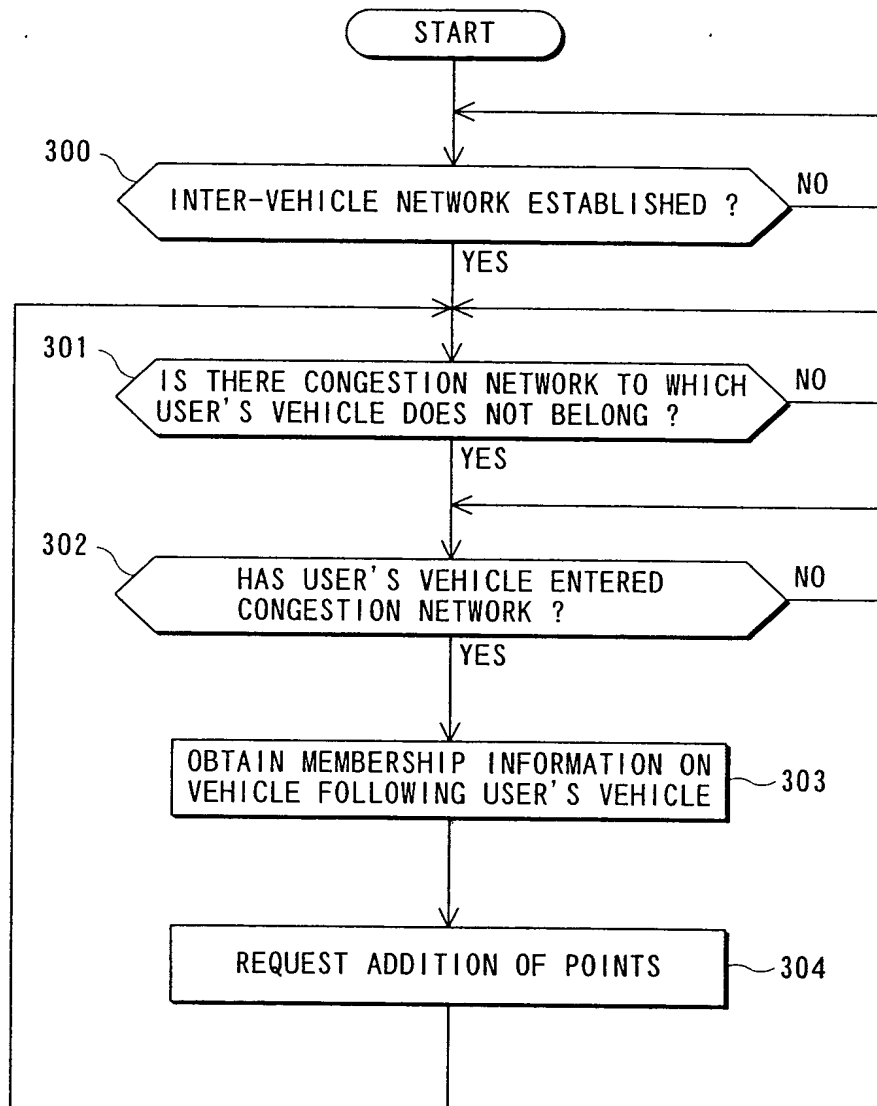 START
300
INTER-VEHICLE NETWORK ESTABLISHED ?
NO
YES
301
IS THERE CONGESTION NETWORK TO WHICH
USER'S VEHICLE DOES NOT BELONG ?
NO
YES
302
HAS USER'S VEHICLE ENTERED
CONGESTION NETWORK ?
NO
YES
OBTAIN MEMBERSHIP INFORMATION ON
VEHICLE FOLLOWING USER'S VEHICLE
303
REQUEST ADDITION OF POINTS
304